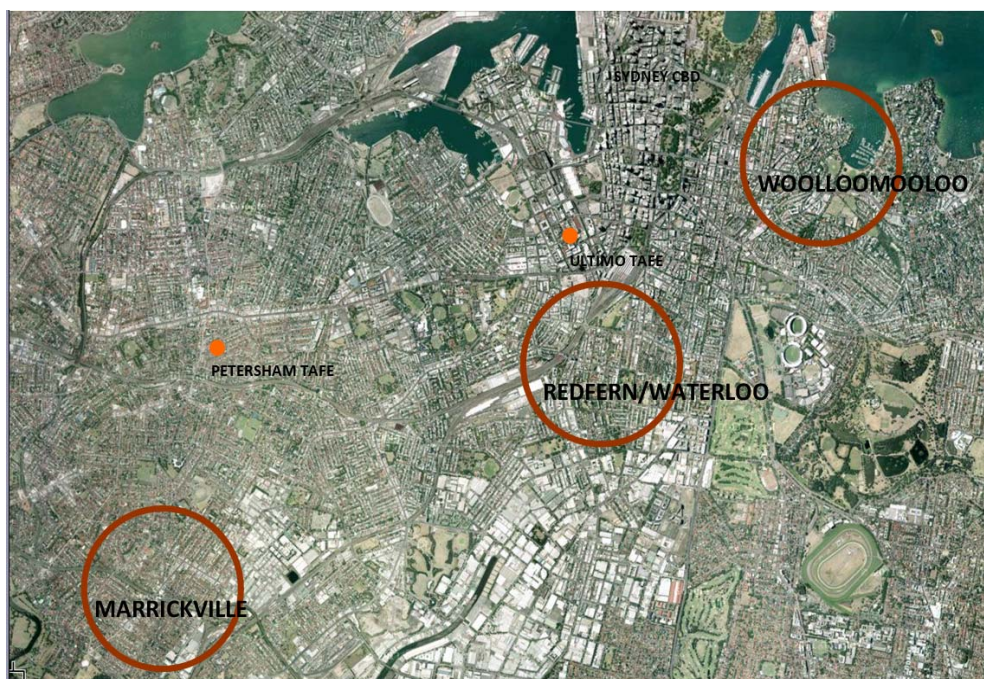 SYDNEY CBD
WOOLLOOMOOLOO
ULTIMO TAFE
PETERSHAM TAFE
REDFERN/WATERLOO
MARRICKVILLE